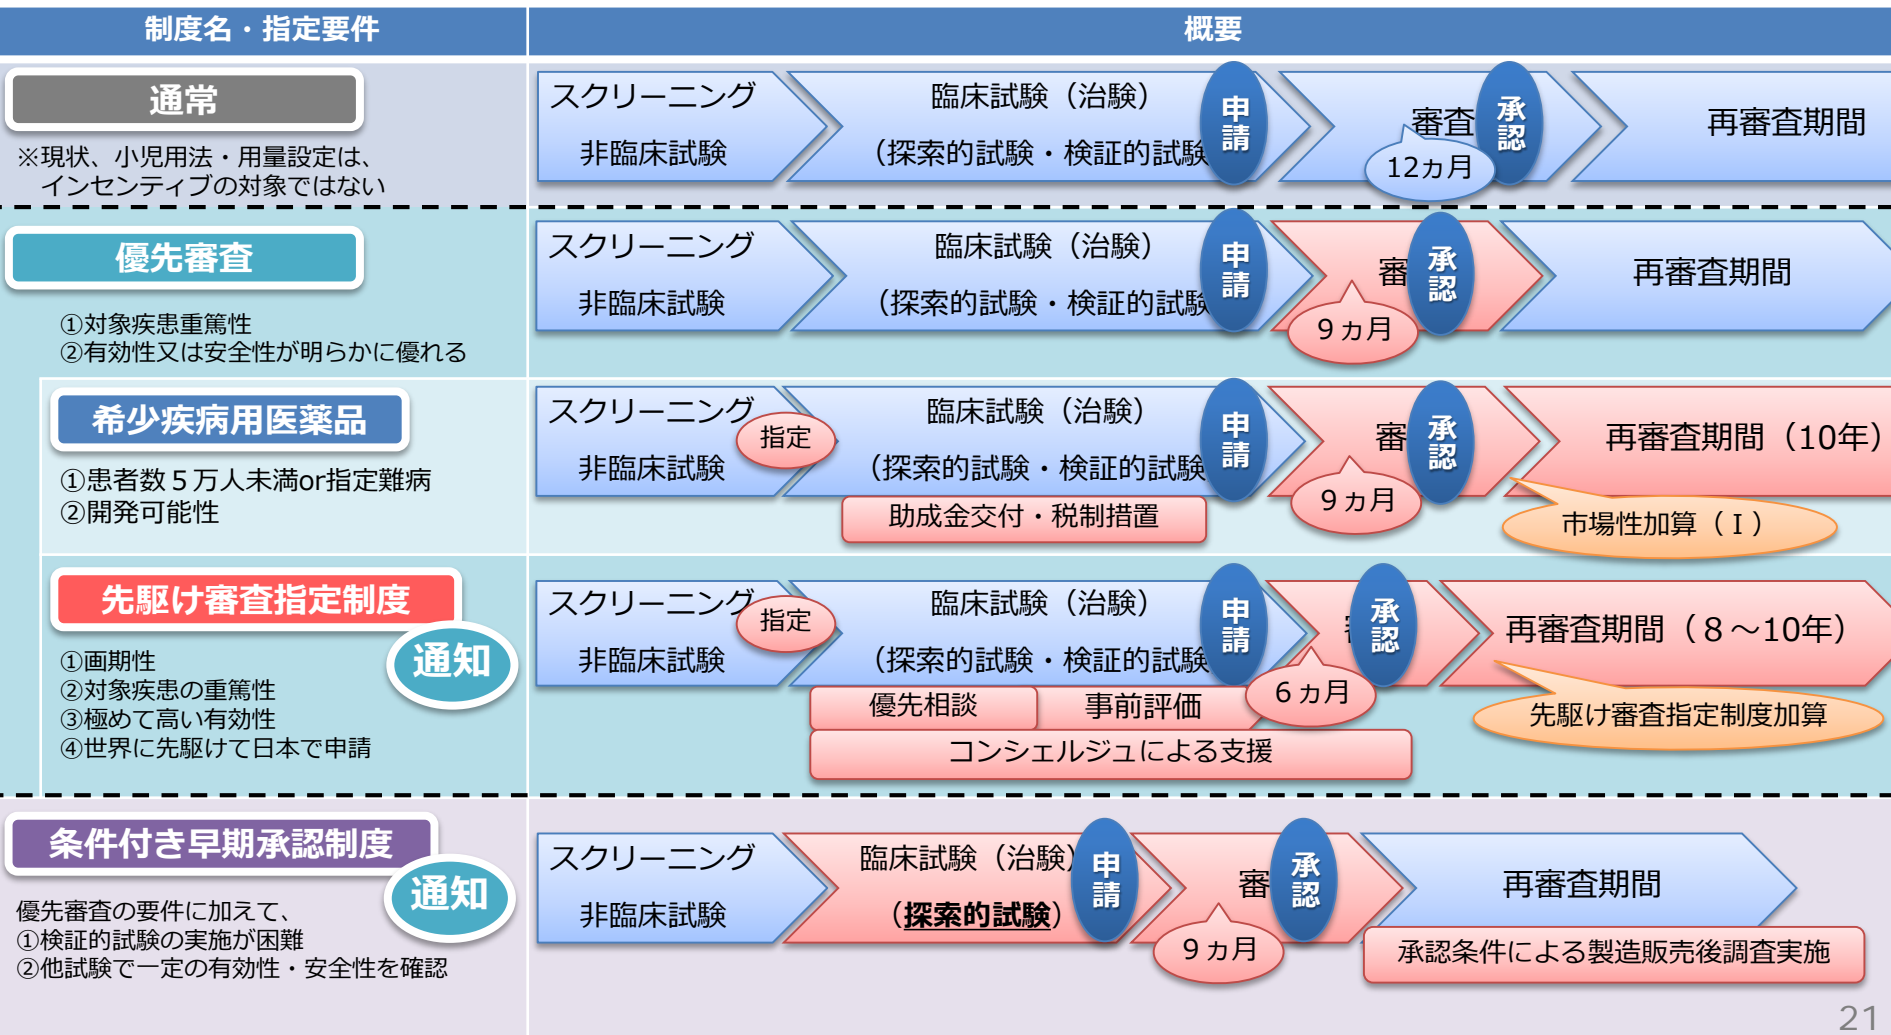 制度名・指定要件
概要
通常
※現状、小児用法・用量設定は、
インセンティブの対象ではない
スクリーニング
非臨床試験
臨床試験（治験）
（探索的試験・検証的試験
申請
審査
12ヵ月
承認
再審査期間
優先審査
①対象疾患重篤性
②有効性又は安全性が明らかに優れる
スクリーニング
非臨床試験
臨床試験（治験）
（探索的試験・検証的試験
申請
審
９ヵ月
承認
再審査期間
希少疾病用医薬品
①患者数５万人未満or指定難病
②開発可能性
スクリーニング
非臨床試験
指定
臨床試験（治験）
（探索的試験・検証的試験
助成金交付・税制措置
申請
審
９ヵ月
承認
再審査期間（10年）
市場性加算（Ⅰ）
先駆け審査指定制度
通知
①画期性
②対象疾患の重篤性
③極めて高い有効性
④世界に先駆けて日本で申請
スクリーニング
非臨床試験
指定
臨床試験（治験）
（探索的試験・検証的試験
優先相談
事前評価
コンシェルジュによる支援
申請
６ヵ月
承認
再審査期間（８～10年）
先駆け審査指定制度加算
条件付き早期承認制度
通知
優先審査の要件に加えて、
①検証的試験の実施が困難
②他試験で一定の有効性・安全性を確認
スクリーニング
非臨床試験
臨床試験（治験）
（探索的試験）
申請
審
９ヵ月
承認
再審査期間
承認条件による製造販売後調査実施
21